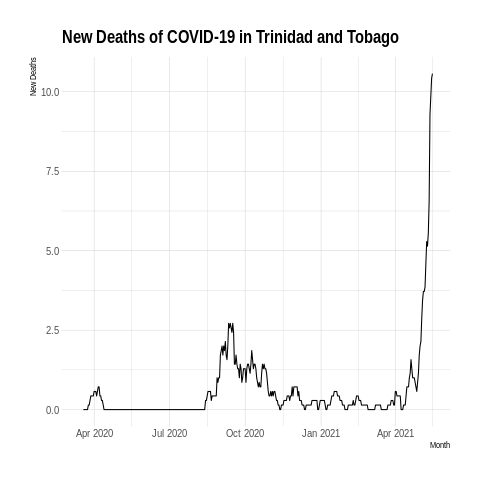 New Deaths of COVID-19 in Trinidad and Tobago
New Deaths
10.0
7.5
5.0
2.5
0.0
Apr 2020 Jul 2020 Oct 2020 Jan 2021 Apr 2021
Month